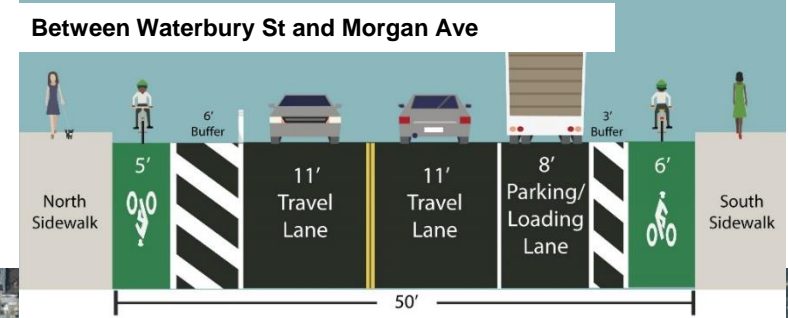 Between Waterbury St and Morgan Ave
6’
Buffer
3’
Buffer
North
Sidewalk
5’
11’
Travel
Lane
11’
Travel
Lane
8’
Parking/
Loading
Lane
6’
South
Sidewalk
50’